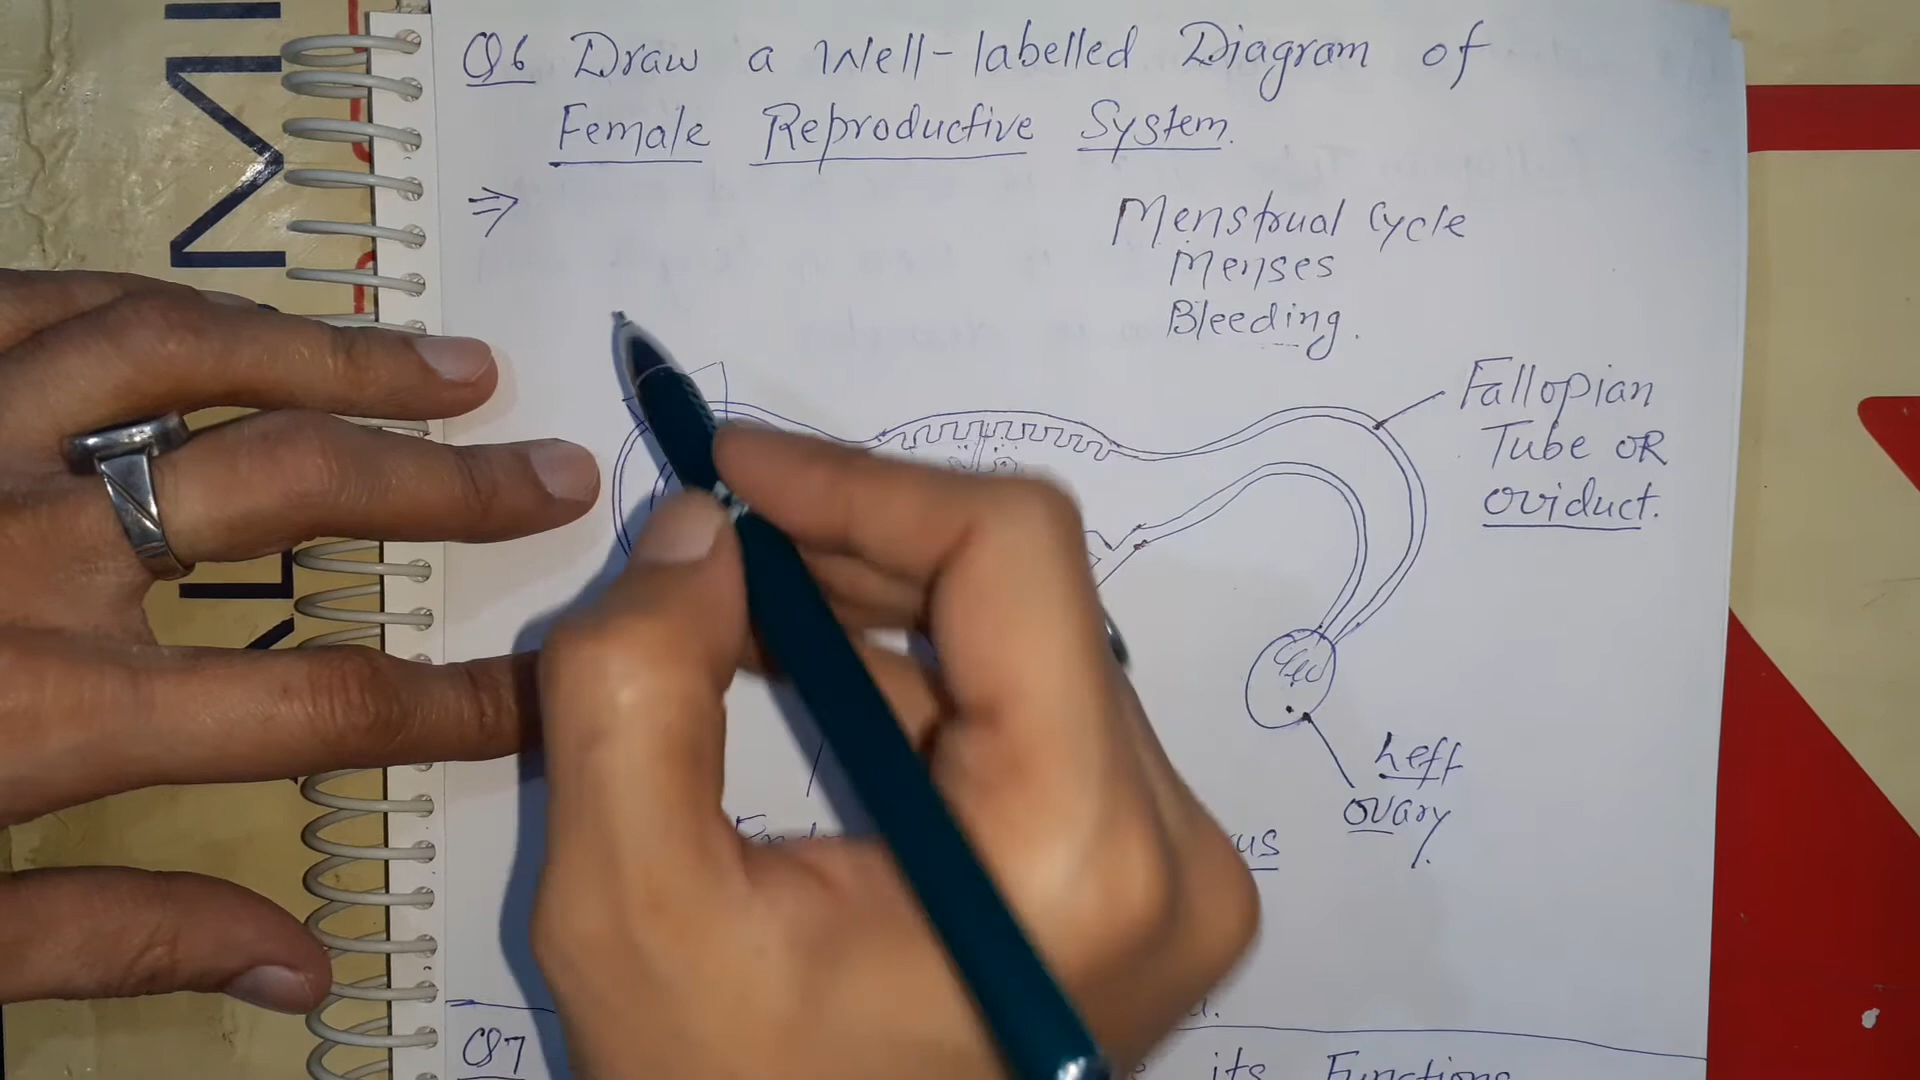 Q6 Draw a Well-labelled Diagram of
Female Reproductive System.
⇒
Menstrual Cycle
Menses
Bleeding.
Fallopian
Tube OR
oviduct.
Left
ovary.
Q7
its Functions